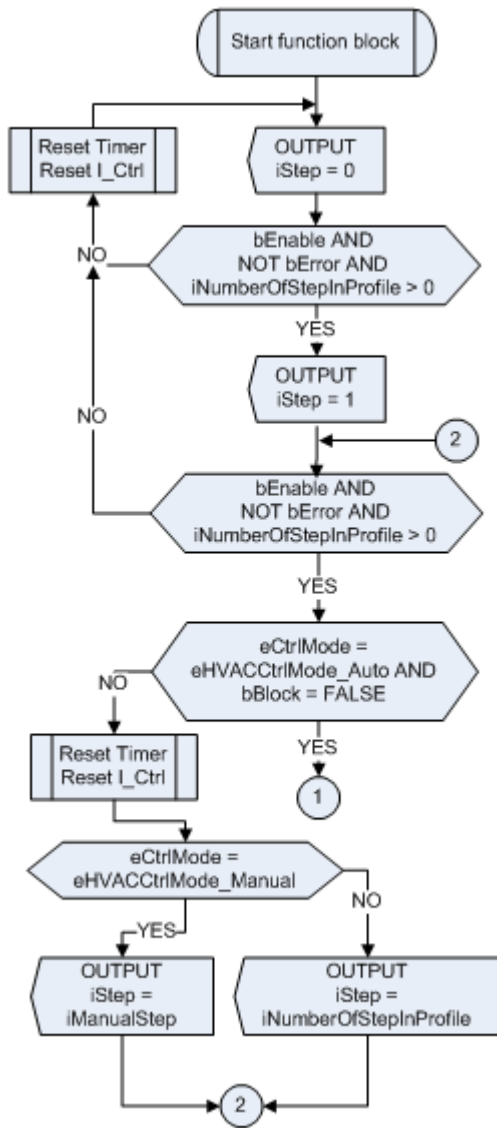 Start function block
Reset Timer
Reset I_Ctrl
OUTPUT
iStep = 0
bEnable AND
NOT bError AND
iNumberOfStepInProfile > 0
NO
YES
OUTPUT
iStep = 1
NO
2
bEnable AND
NOT bError AND
iNumberOfStepInProfile > 0
YES
eCtrlMode =
eHVACCtrlMode_Auto AND
bBlock = FALSE
NO
YES
Reset Timer
Reset I_Ctrl
1
eCtrlMode =
eHVACCtrlMode_Manual
NO
YES
OUTPUT
iStep =
iManualStep
OUTPUT
iStep =
iNumberOfStepInProfile
2